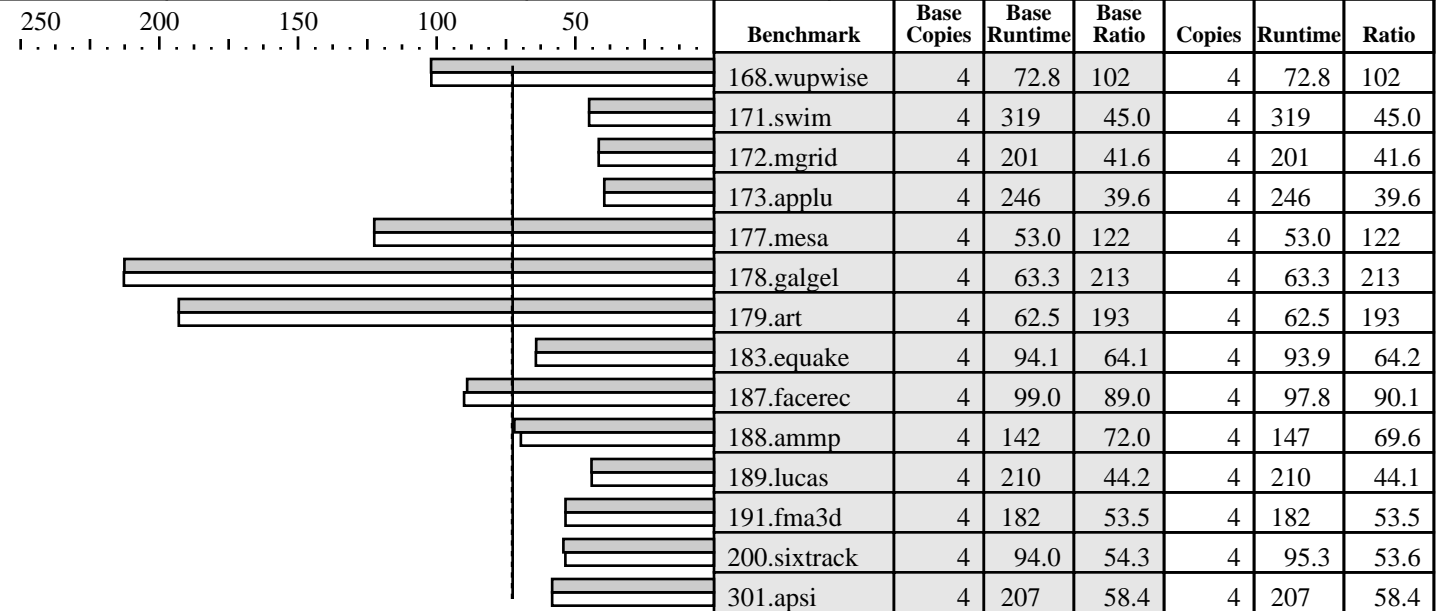 250 200 150 100 50
Benchmark Base Copies Base Runtime Base Ratio Copies Runtime Ratio
168.wupwise 4 72.8 102 4 72.8 102
171.swim 4 319 45.0 4 319 45.0
172.mgrid 4 201 41.6 4 201 41.6
173.applu 4 246 39.6 4 246 39.6
177.mesa 4 53.0 122 4 53.0 122
178.galgel 4 63.3 213 4 63.3 213
179.art 4 62.5 193 4 62.5 193
183.equake 4 94.1 64.1 4 93.9 64.2
187.facerec 4 99.0 89.0 4 97.8 90.1
188.ammp 4 142 72.0 4 147 69.6
189.lucas 4 210 44.2 4 210 44.1
191.fma3d 4 182 53.5 4 182 53.5
200.sixtrack 4 94.0 54.3 4 95.3 53.6
301.apsi 4 207 58.4 4 207 58.4